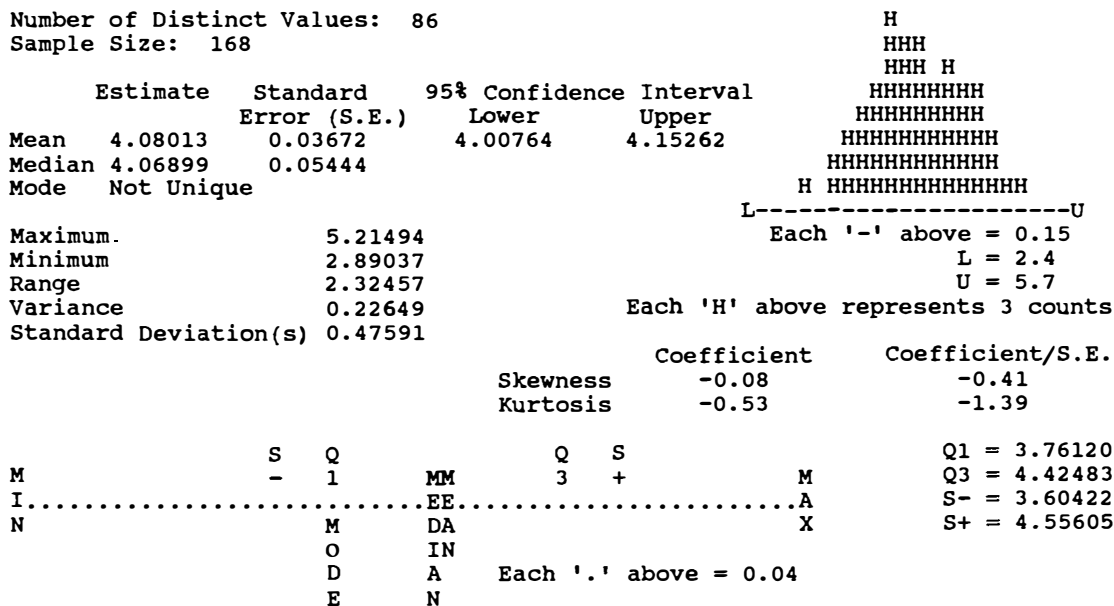 Number of Distinct Values: 86
Sample Size: 168
H
HHH
HHH H
HHHHHHHH
HHHHHHHHH
HHHHHHHHHHH
HHHHHHHHHHHH
H HHHHHHHHHHHHHH
L----------------------U
Each '-' above = 0.15
L = 2.4
U = 5.7
Each 'H' above represents 3 counts
Estimate Standard 95% Confidence Interval
Error (S.E.) Lower Upper
Mean 4.08013 0.03672 4.00764 4.15262
Median 4.06899 0.05444
Mode Not Unique
Maximum 5.21494
Minimum 2.89037
Range 2.32457
Variance 0.22649
Standard Deviation(s) 0.47591
Coefficient Coefficient/S.E.
Skewness -0.08 -0.41
Kurtosis -0.53 -1.39
S Q Q S
M - 1 MM 3 + M
I............................EE........................A
N M DA X
O IN
D A N Each '.' above = 0.04
E N
Q1 = 3.76120
Q3 = 4.42483
S- = 3.60422
S+ = 4.55605